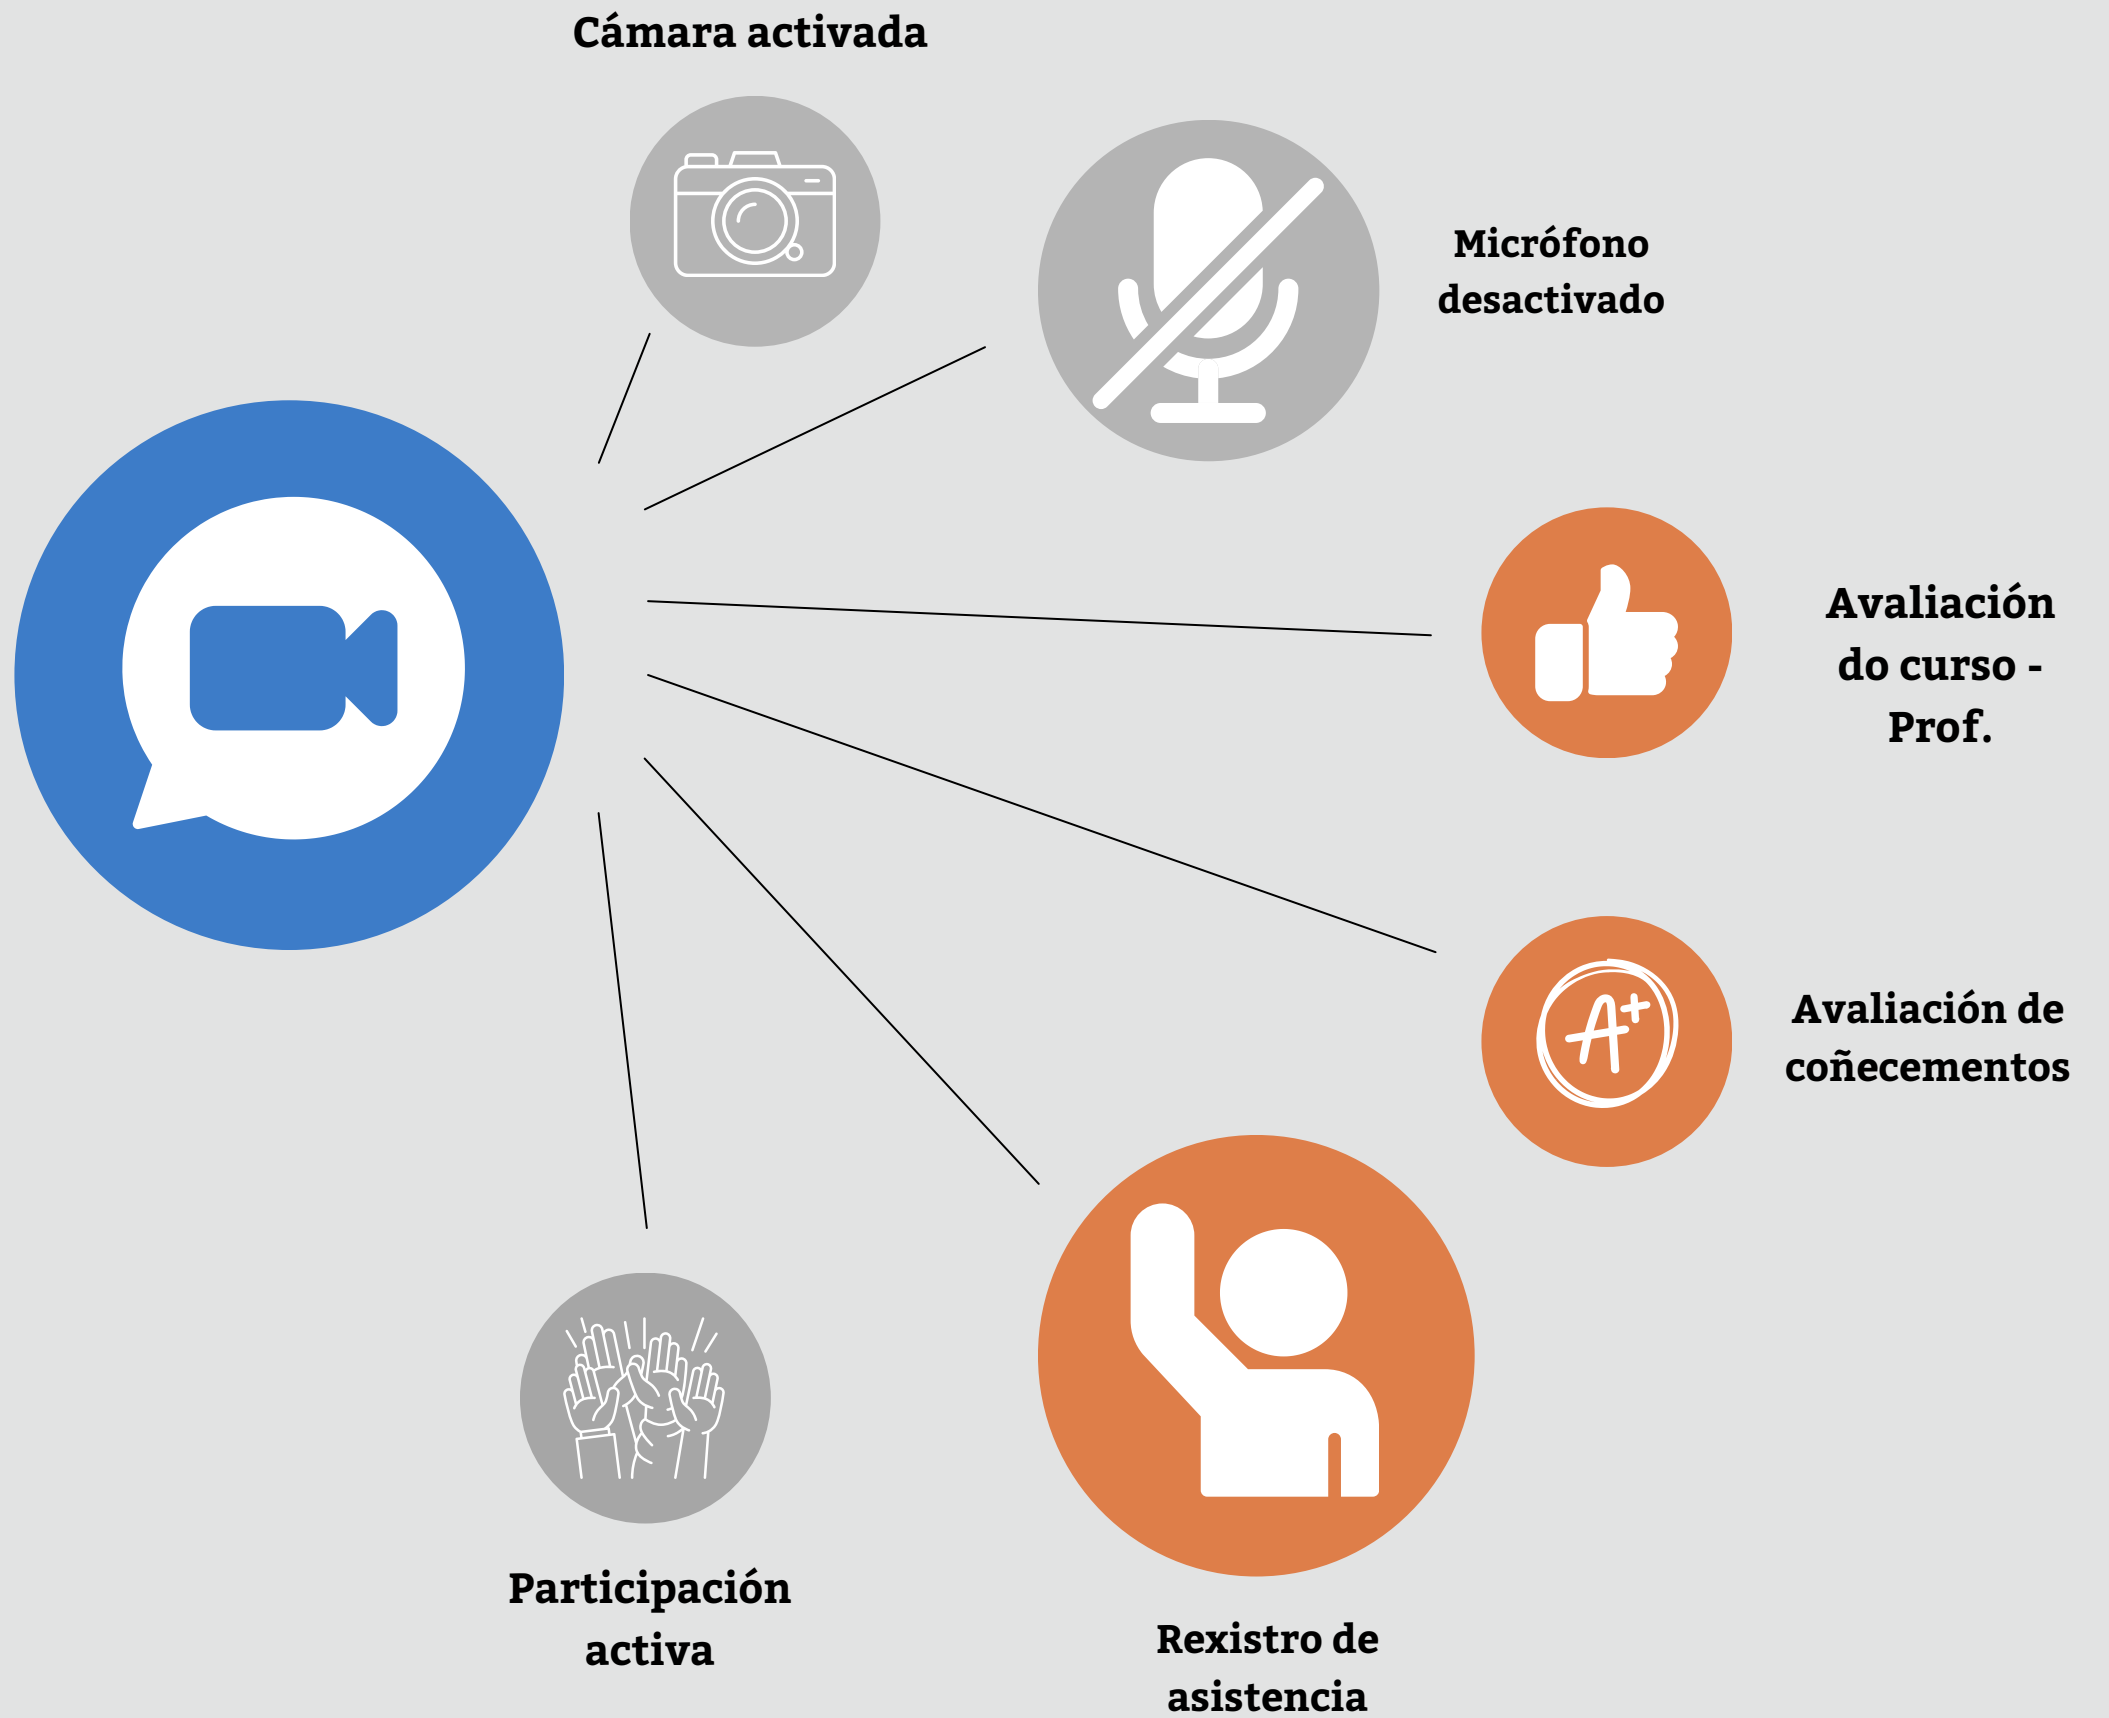 Cámara activada
Micrófono
desactivado
Avaliación
do curso -
Prof.
A+
Avaliación de
coñecementos
Participación
activa
Rexistro de
asistencia